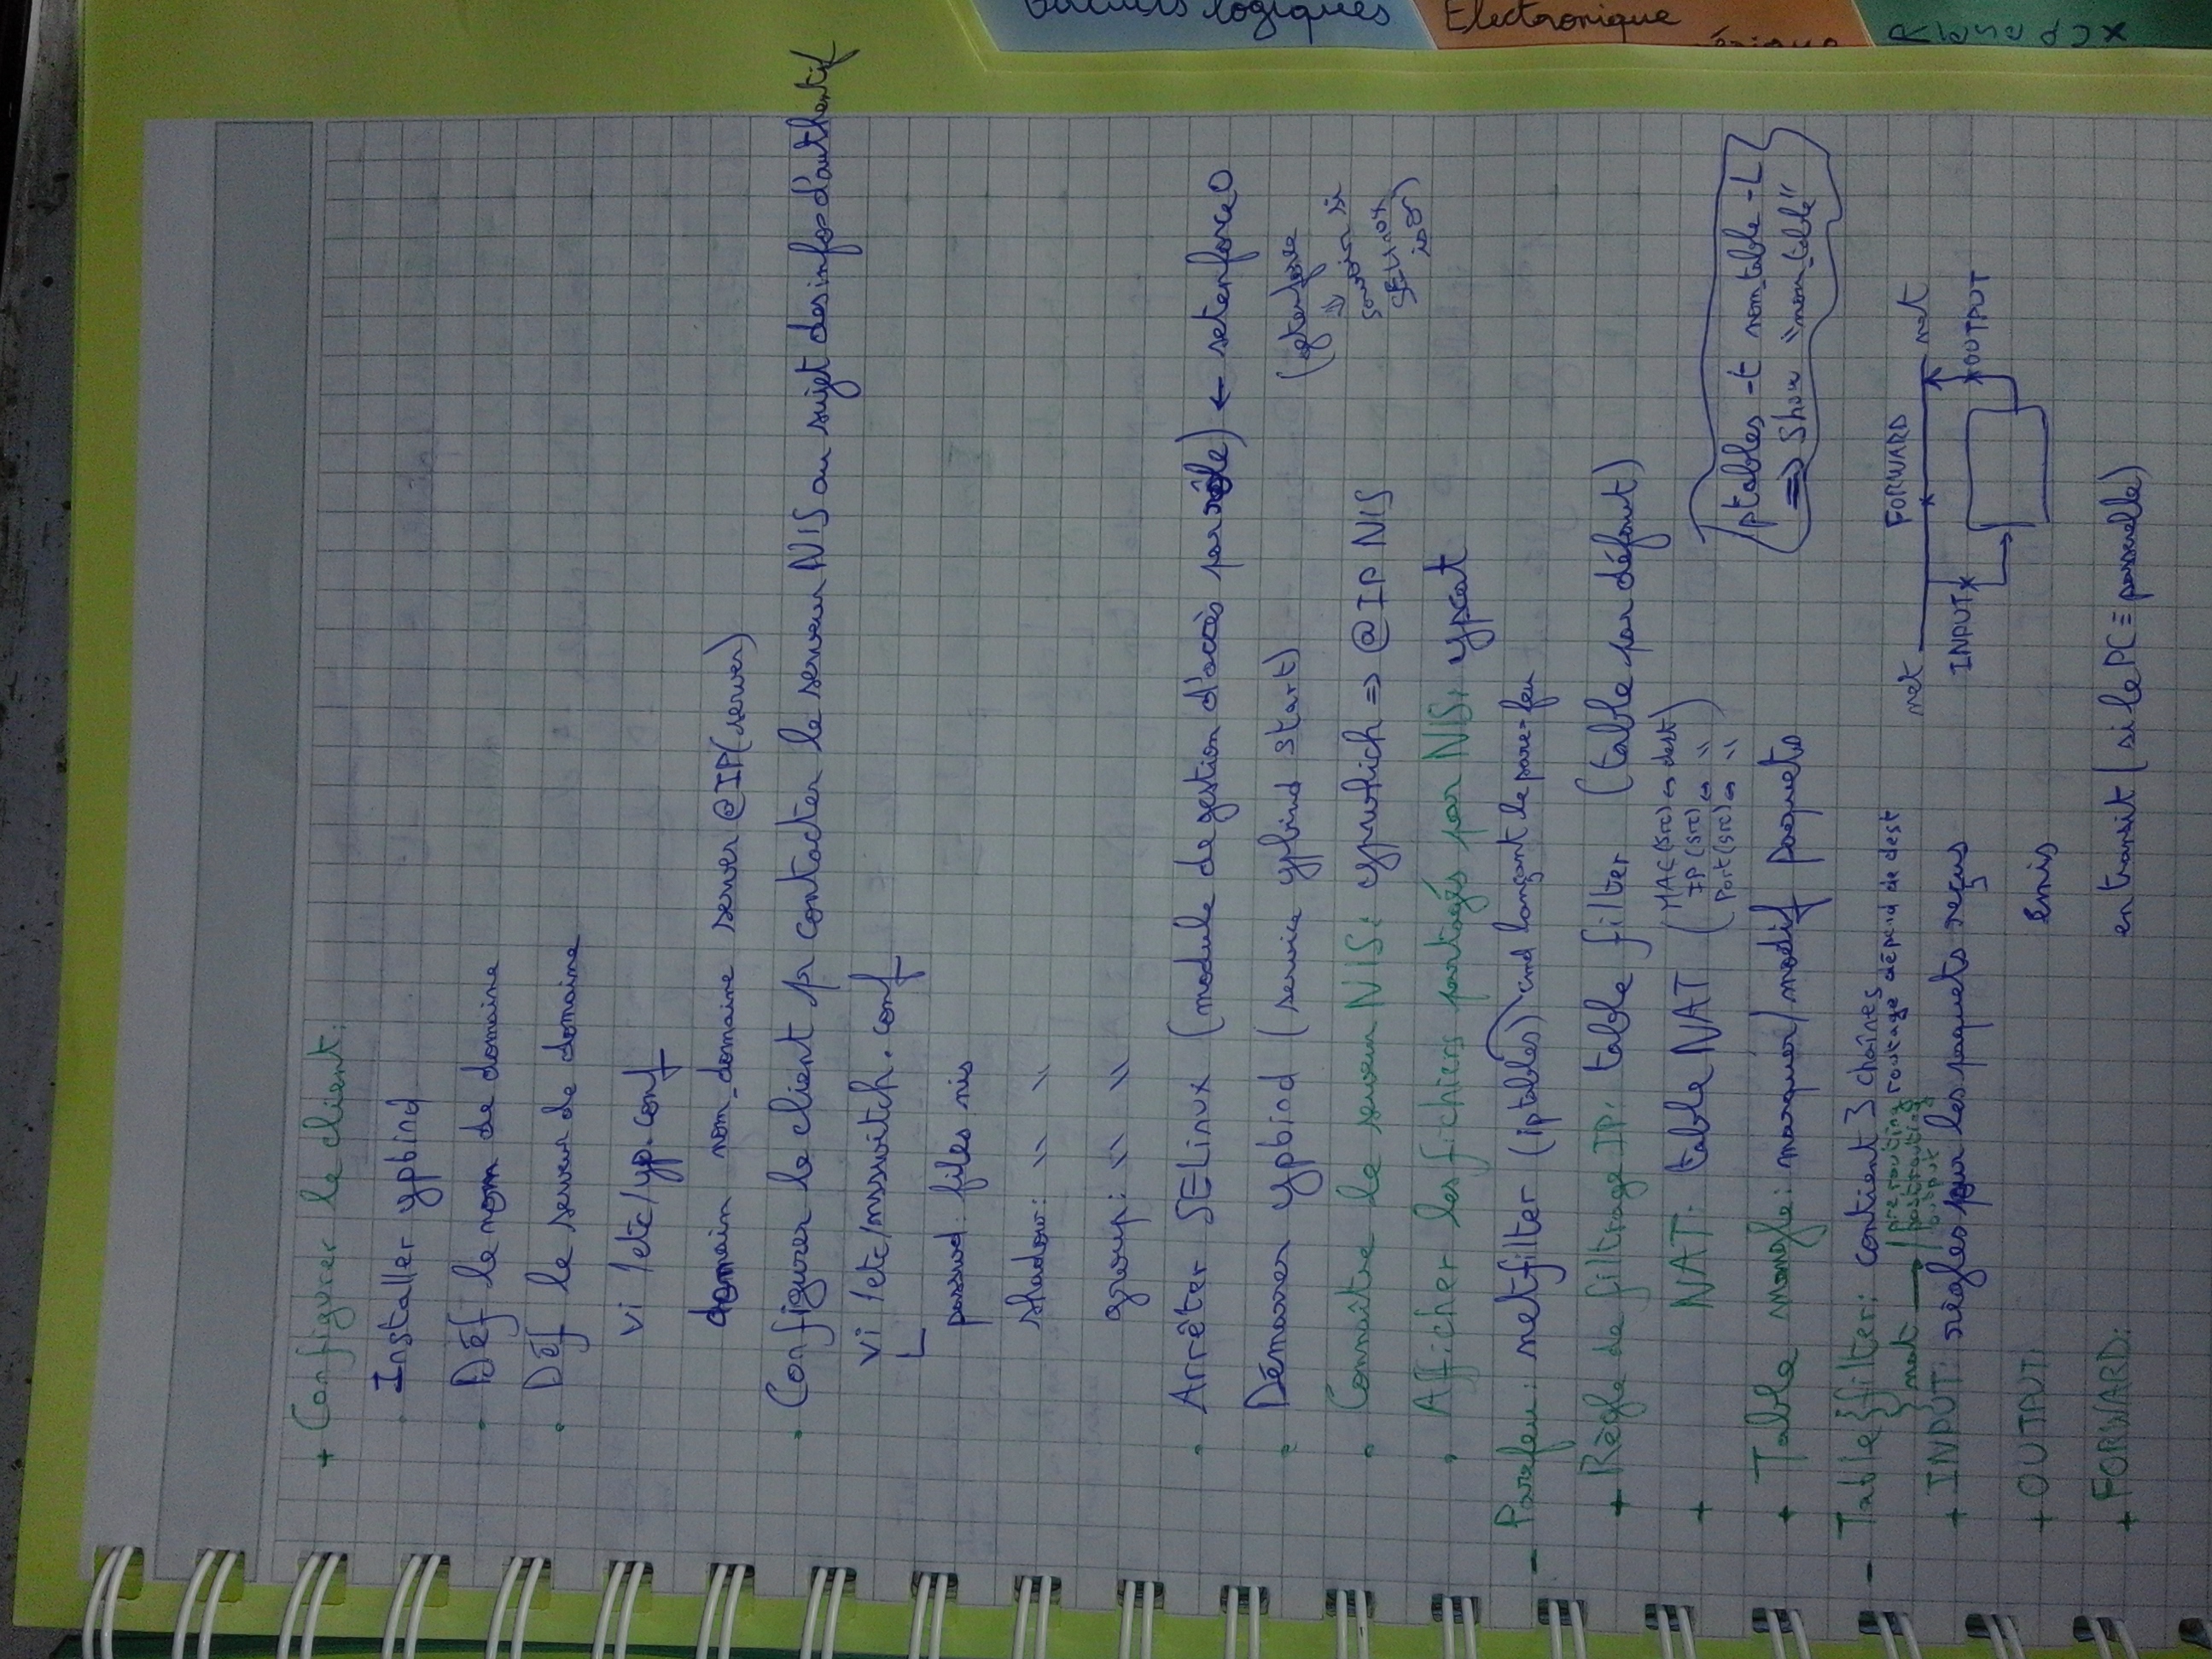 + Configurer le client:
. Installer ypbind
. Déf le nom de domaine
. Déf le serveur de domaine
vi /etc/yp.conf
domain nom_domaine server @IP(server)
. Configurer le client pr contacter le serveur NIS au sujet des infos d'authentif
vi /etc/nsswitch.conf
passwd: files nis
shadow: " "
group: " "
. Arrêter SELinux (module de gestion d'accès par rôle) ← setenforce 0
. Démarrer ypbind (service ypbind start)
(getenforce
⇓
savoir si
SELinux
is on)
. Connaître le serveur NIS: ypwhich => @IP NIS
. Afficher les fichiers partagés par NIS: ypcat
- Parefeu: netfilter (iptables) cmd lançant le pare-feu
+ Règle de filtrage IP: table filter (table par défaut)
+ NAT: table NAT (MAC(src) ↔ dest)
IP(src) ↔ "
Port(src) ↔ "
+ Table mangle: marquer/modif paquets
Iptables -t nom_table -L
=> Show "nom_table"
- Table } filter: contient 3 chaînes
} nat → prerouting routage dépend de dest
postrouting
output
+ INPUT: règles pour les paquets reçus
+ OUTPUT: émis
+ FORWARD: en transit (si le PC ≡ passerelle)
net FORWARD net
INPUT OUTPUT
logiques
Electronique
Réseaux